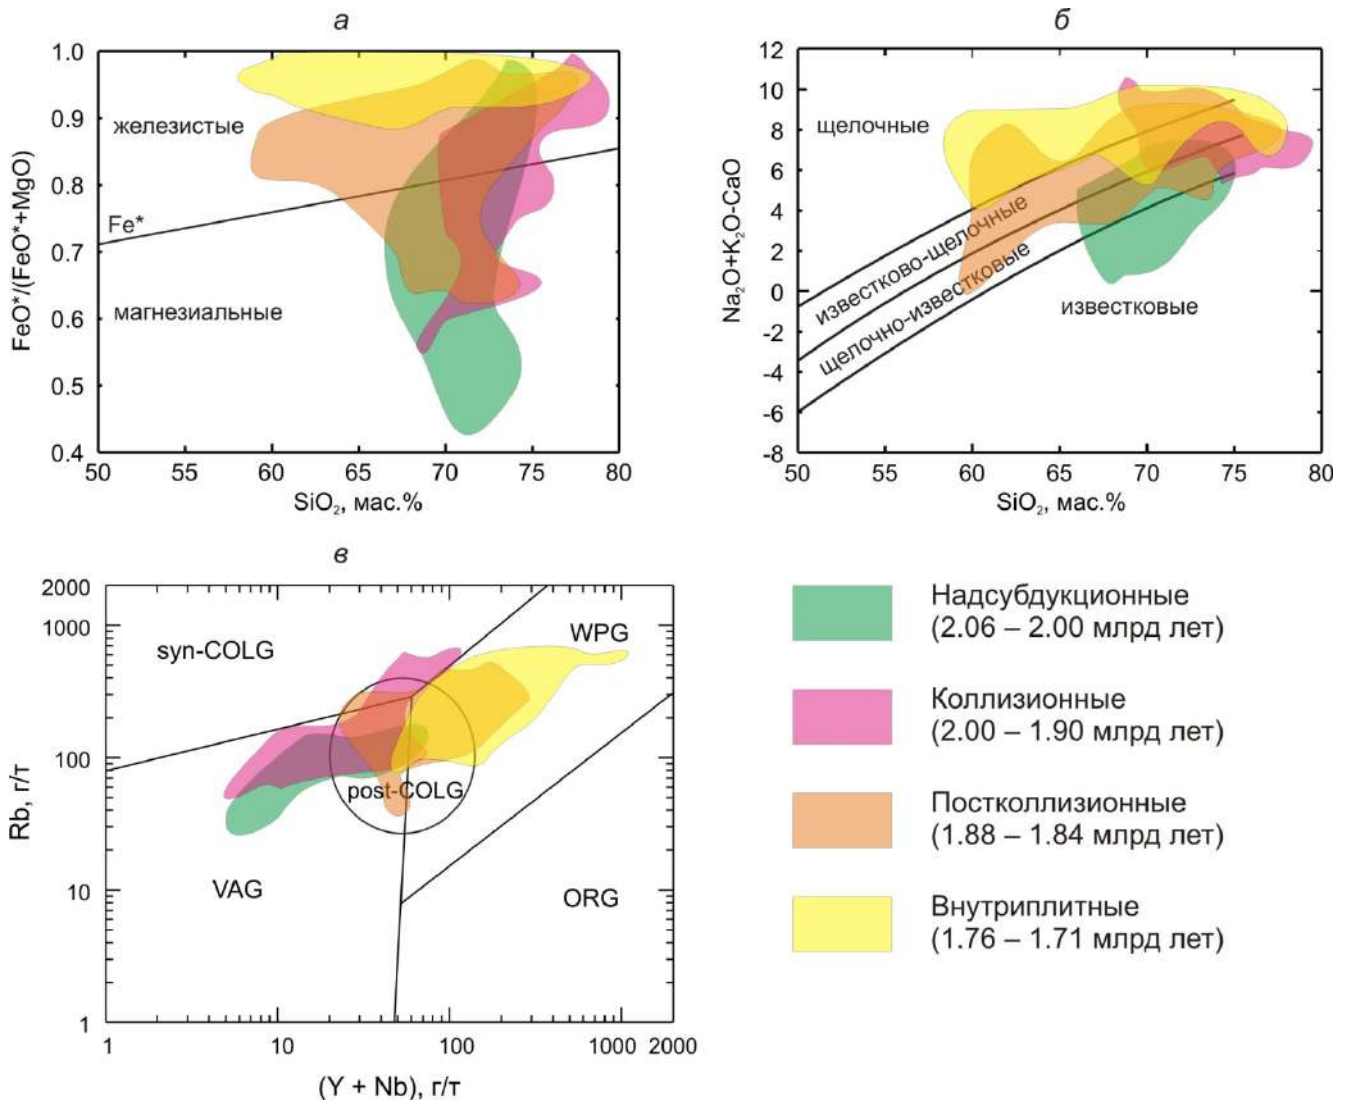 а
FeO*/(FeO*+MgO)
1.0
0.9
0.8
0.7
0.6
0.5
0.4
железистые
Fe*
магнезиальные
50 55 60 65 70 75 80
SiO₂, мас.%
б
Na₂O+K₂O-CaO
12
10
8
6
4
2
0
-2
-4
-6
-8
щелочные
известково-щелочные
щелочно-известковые
известковые
50 55 60 65 70 75 80
SiO₂, мас.%
в
Rb, г/т
2000
1000
100
10
1
syn-COLG
WPG
post-COLG
VAG
ORG
1 10 100 1000 2000
(Y + Nb), г/т
Надсубдукционные
(2.06 – 2.00 млрд лет)
Коллизионные
(2.00 – 1.90 млрд лет)
Постколлизионные
(1.88 – 1.84 млрд лет)
Внутриплитные
(1.76 – 1.71 млрд лет)